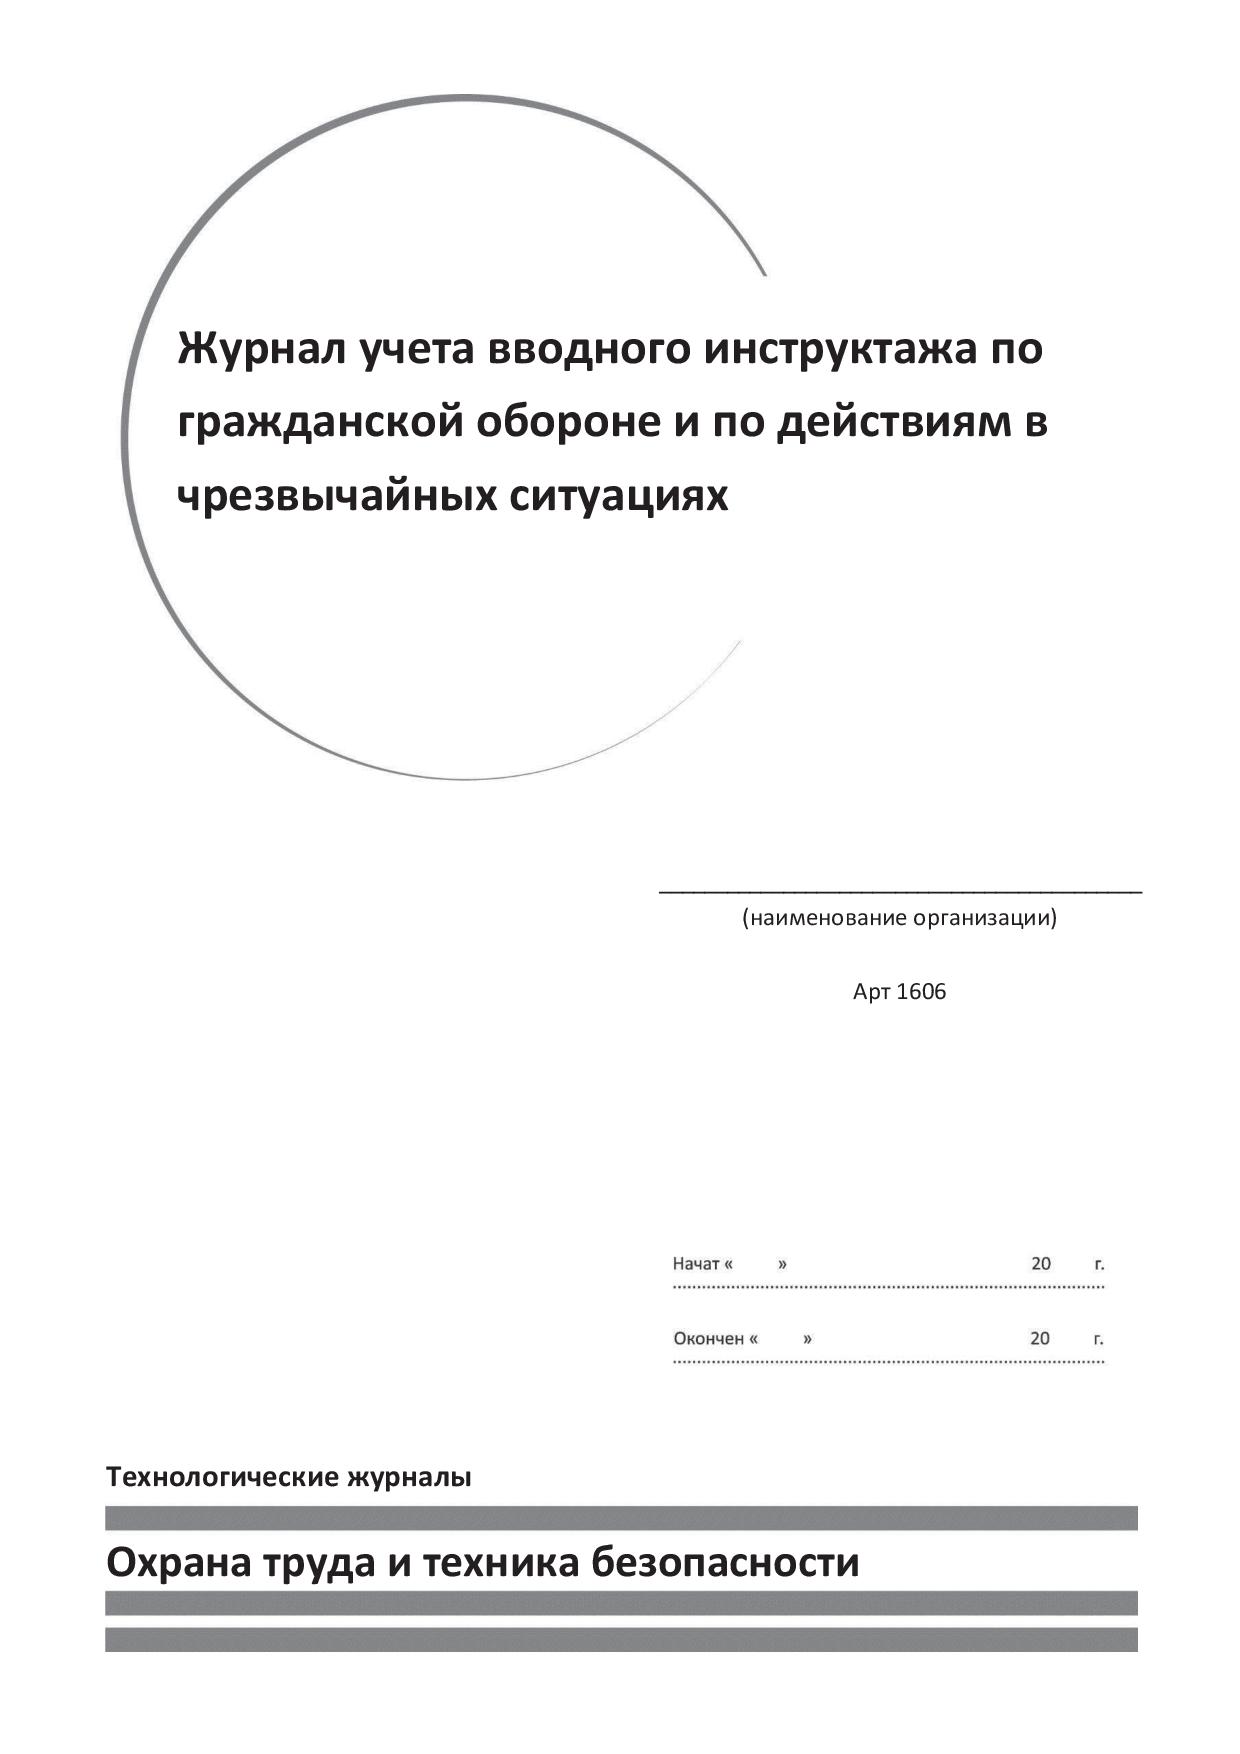 Журнал учета вводного инструктажа по
гражданской обороне и по действиям в
чрезвычайных ситуациях
(наименование организации)
Арт 1606
Начат « » 20 г.
Окончен « » 20 г.
Технологические журналы
Охрана труда и техника безопасности